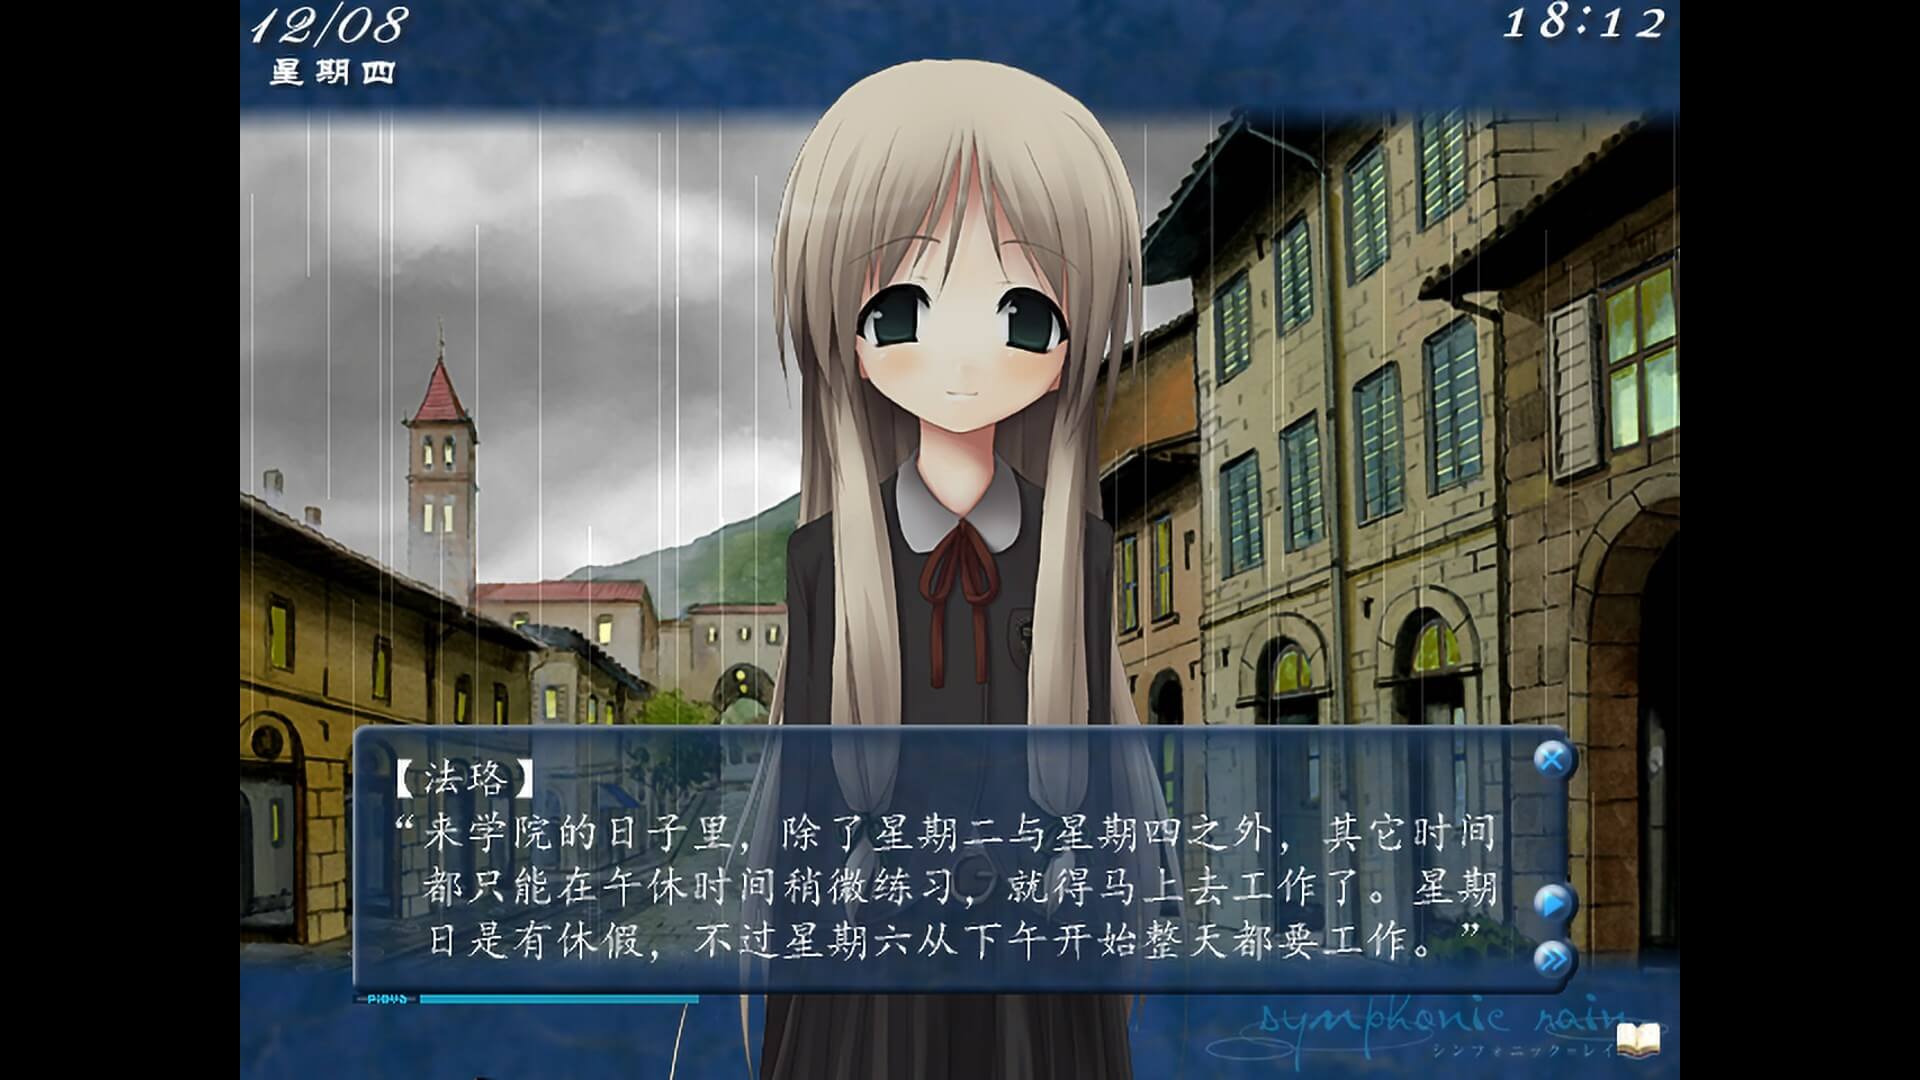 12/08
星期四
18:12
【法珞】
“来学院的日子里，除了星期二与星期四之外，其它时间
都只能在午休时间稍微练习，就得马上去工作了。星期
日是有休假，不过星期六从下午开始整天都要工作。”
PIOVA
symphonic rain
シンフォニック=レイ